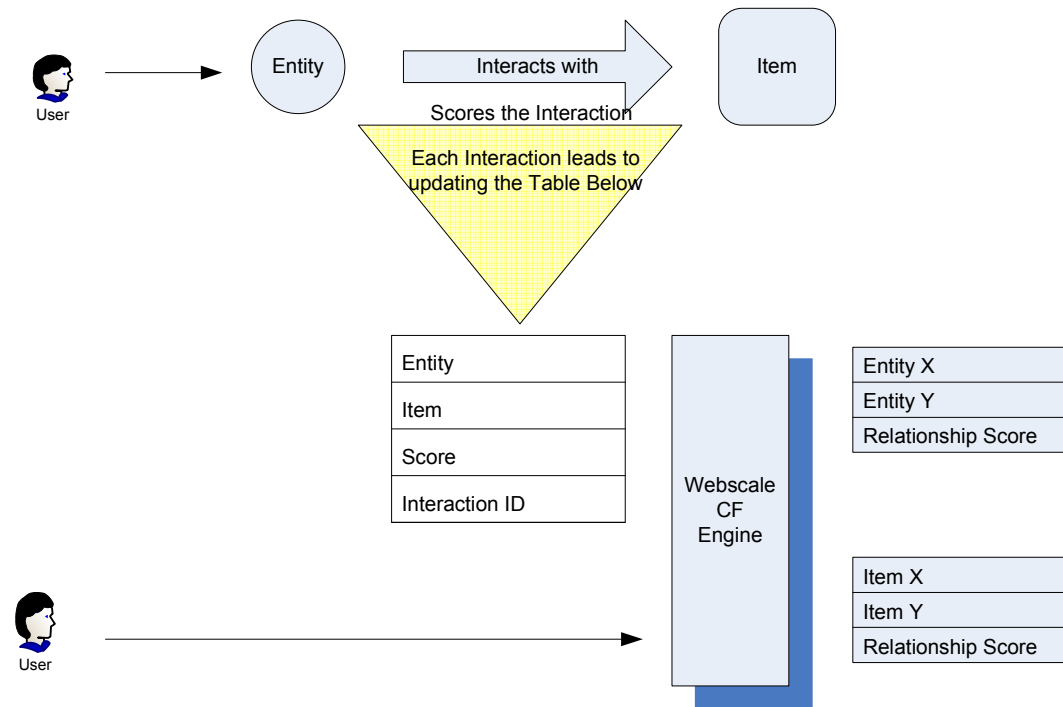 User
Entity
Interacts with
Item
Scores the Interaction
Each Interaction leads to
updating the Table Below
Entity
Item
Score
Interaction ID
Webscale
CF
Engine
Entity X
Entity Y
Relationship Score
Item X
Item Y
Relationship Score
User